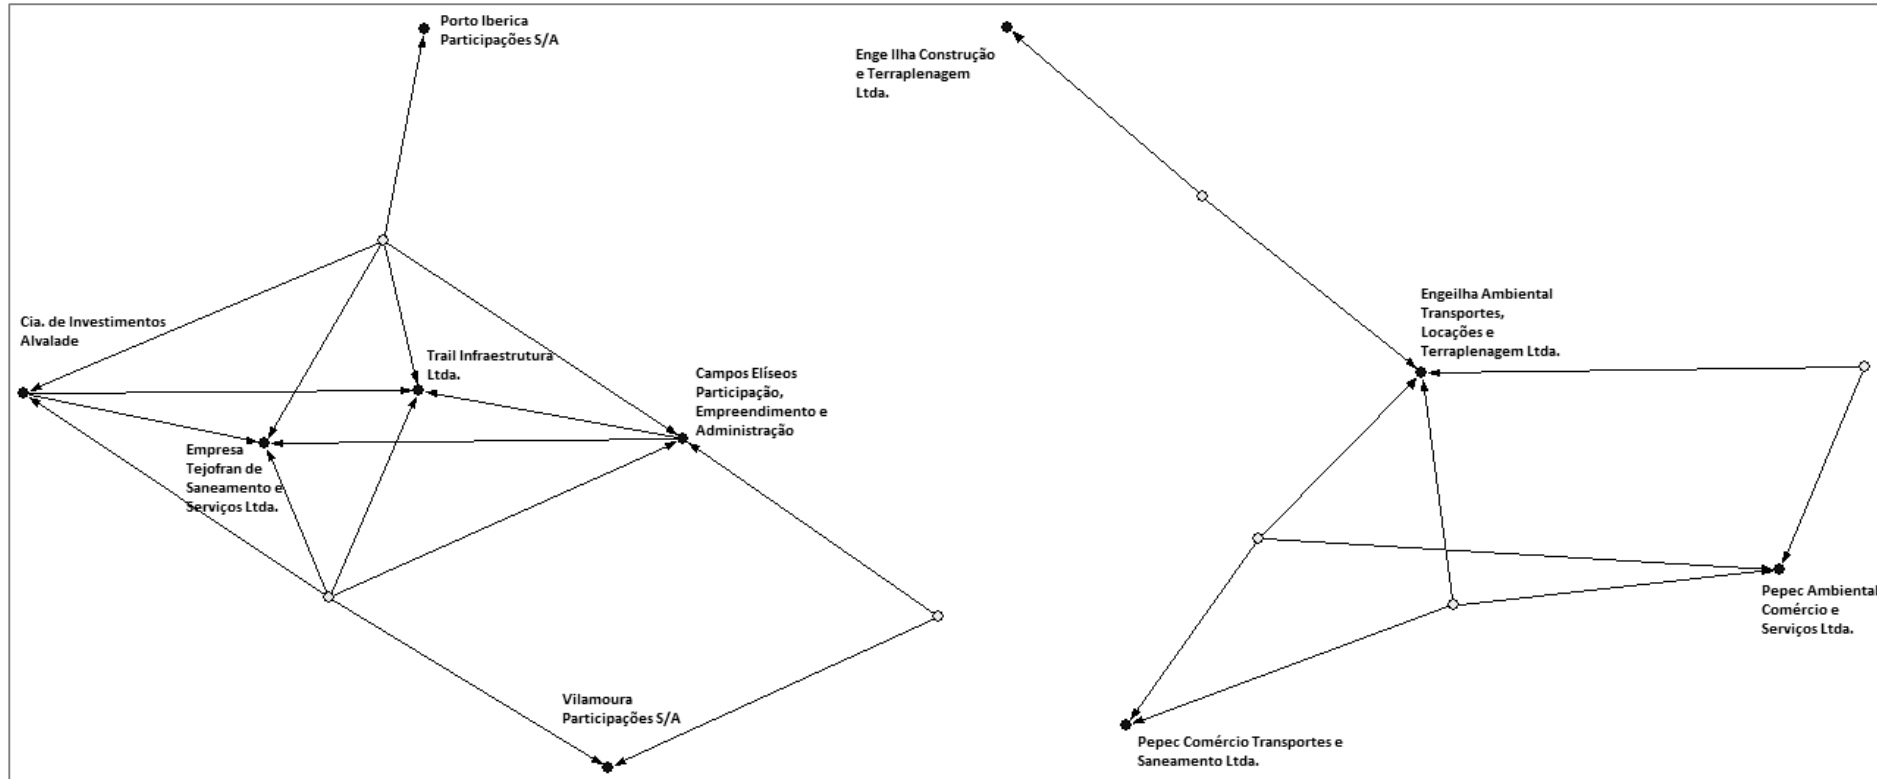 Porto Iberica
Participações S/A
Enge Ilha Construção
e Terraplenagem
Ltda.
Cia. de Investimentos
Alvalade
Trail Infraestrutura
Ltda.
Campos Elíseos
Participação,
Empreendimento e
Administração
Empresa
Tejofran de
Saneamento e
Serviços Ltda.
Engeilha Ambiental
Transportes,
Locações e
Terraplenagem Ltda.
Pepec Ambiental
Comércio e
Serviços Ltda.
Vilamoura
Participações S/A
Pepec Comércio Transportes e
Saneamento Ltda.